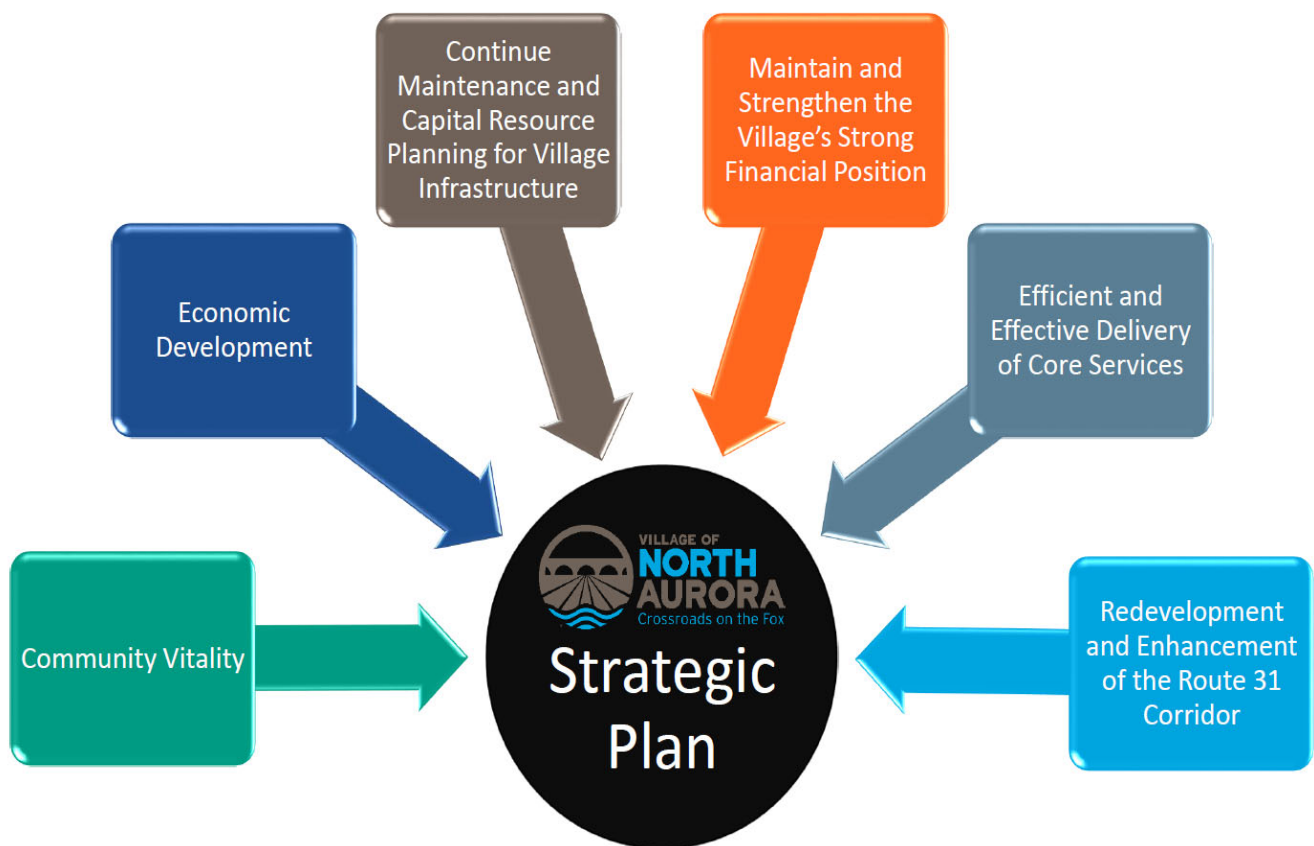 Community Vitality
Economic
Development
Continue
Maintenance and
Capital Resource
Planning for Village
Infrastructure
Maintain and
Strengthen the
Village's Strong
Financial Position
Efficient and
Effective Delivery
of Core Services
Redevelopment
and Enhancement
of the Route 31
Corridor
VILLAGE OF
NORTH
AURORA
Crossroads on the Fox
Strategic
Plan